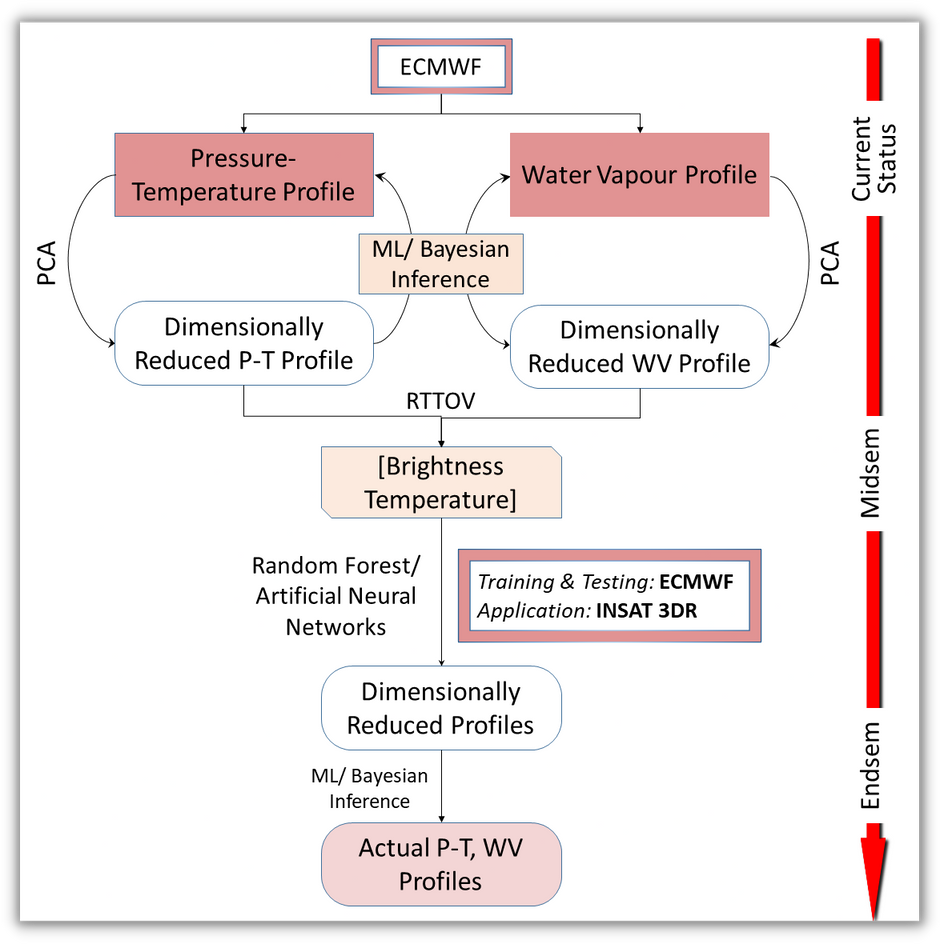 ECMWF
Pressure-
Temperature Profile
Water Vapour Profile
Current
Status
PCA
ML/ Bayesian
Inference
PCA
Dimensionally
Reduced P-T Profile
Dimensionally
Reduced WV Profile
RTTOV
[Brightness
Temperature]
Midsem
Random Forest/
Artificial Neural
Networks
Training & Testing: ECMWF
Application: INSAT 3DR
Dimensionally
Reduced Profiles
ML/ Bayesian
Inference
Endsem
Actual P-T, WV
Profiles